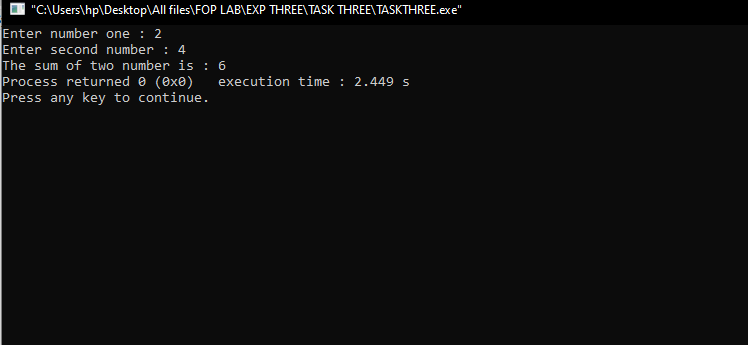 "C:\Users\hp\Desktop\All files\FOP LAB\EXP THREE\TASK THREE\TASKTHREE.exe"
Enter number one : 2
Enter second number : 4
The sum of two number is : 6
Process returned 0 (0x0)   execution time : 2.449 s
Press any key to continue.